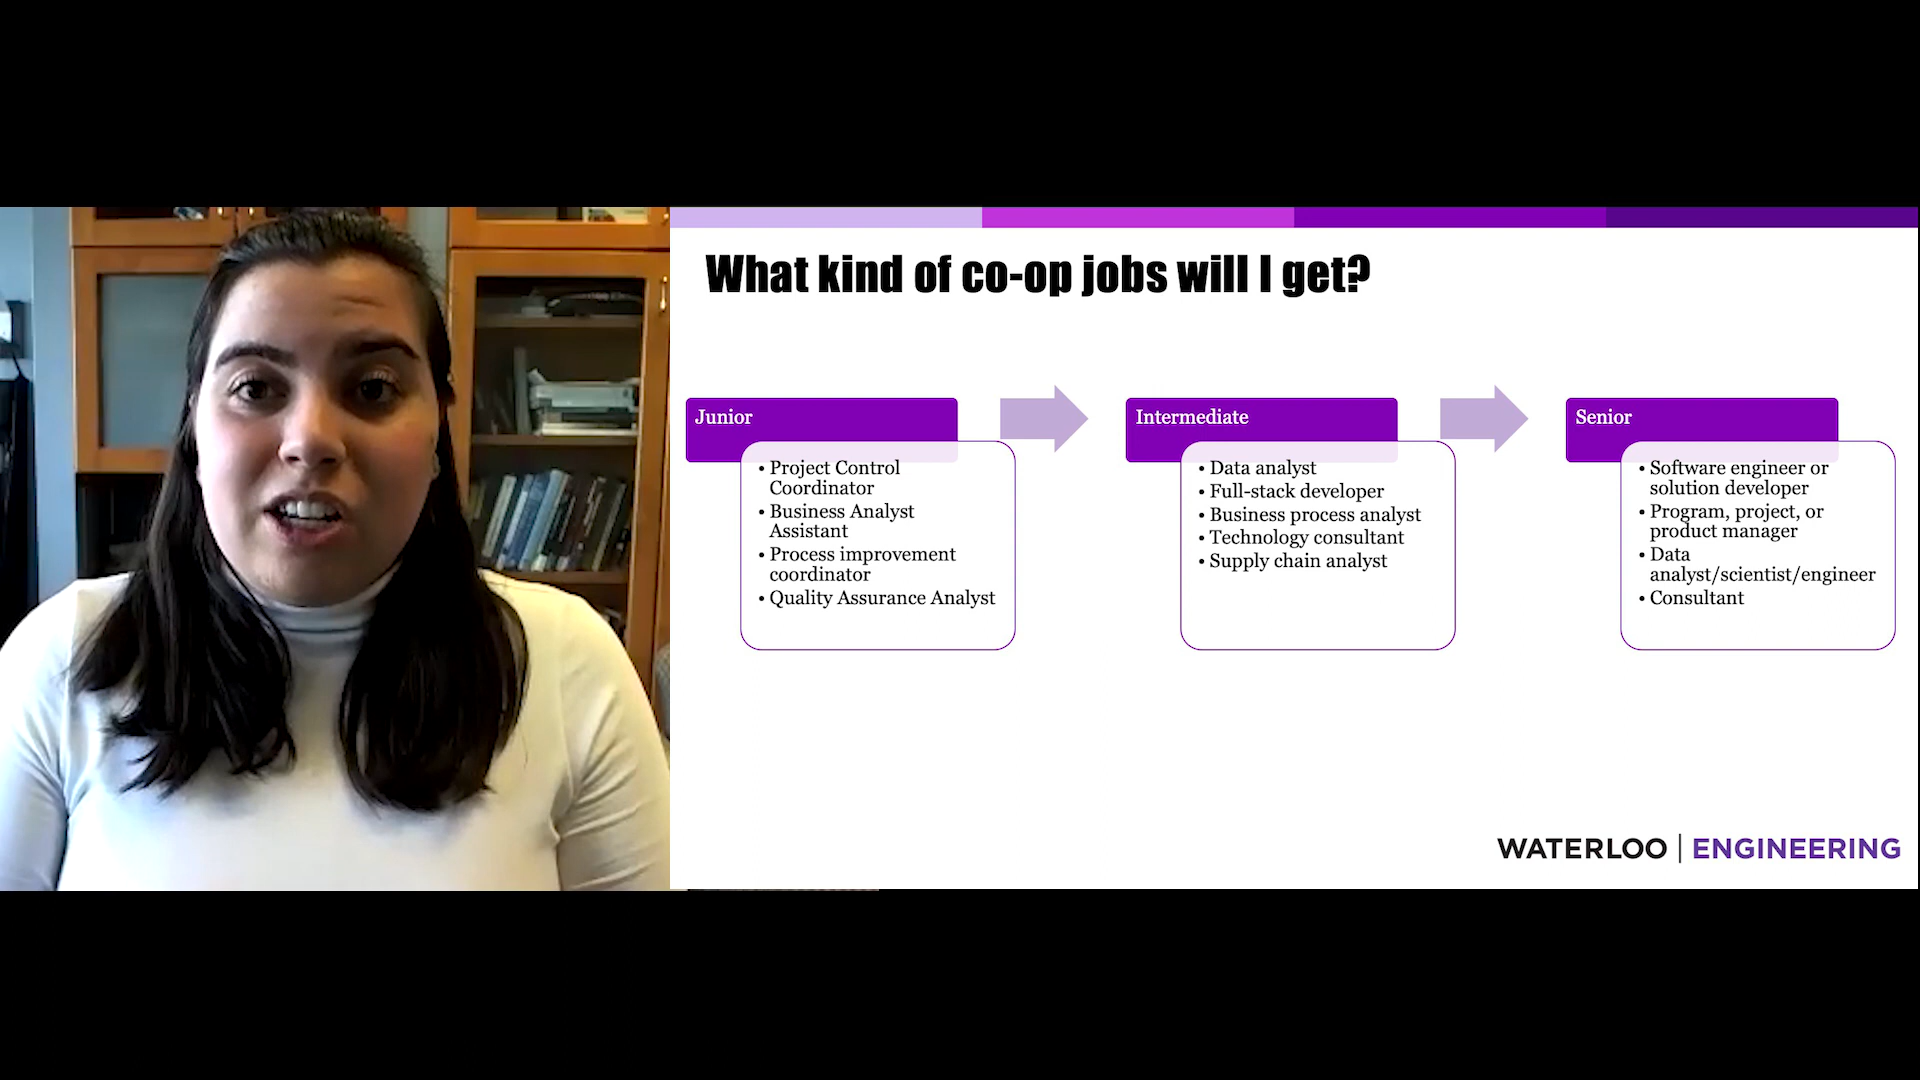 What kind of co-op jobs will I get?
Junior
• Project Control
Coordinator
• Business Analyst
Assistant
• Process improvement
coordinator
• Quality Assurance Analyst
Intermediate
• Data analyst
• Full-stack developer
• Business process analyst
• Technology consultant
• Supply chain analyst
Senior
• Software engineer or
solution developer
• Program, project, or
product manager
• Data
analyst/scientist/engineer
• Consultant
WATERLOO | ENGINEERING